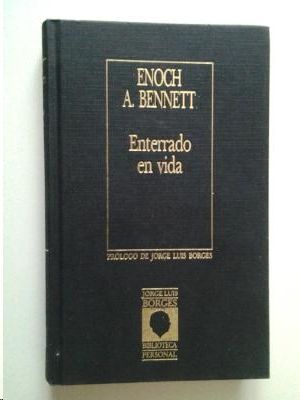 ENOCH
A. BENNETT
Enterrado
en vida
PRÓLOGO DE JORGE LUIS BORGES
JORGE LUIS
BORGES
BIBLIOTECA
PERSONAL